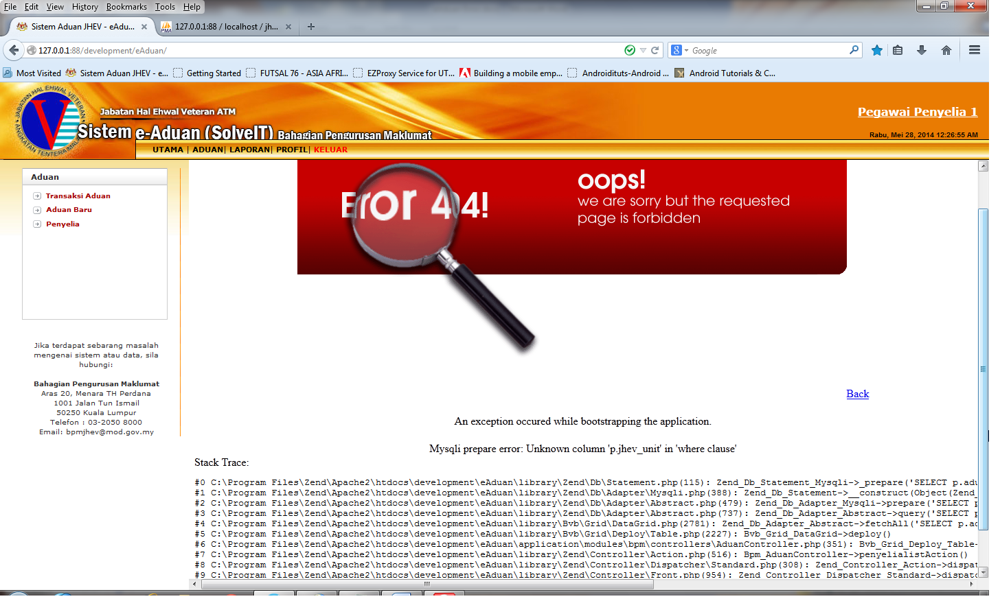 File Edit View History Bookmarks Tools Help
Sistem Aduan JHEV - eAdu... × 127.0.0.1:88 / localhost / jh... × +
127.0.0.1:88/development/eAduan/
Google
Most Visited Sistem Aduan JHEV - e... Getting Started FUTSAL 76 - ASIA AFRI... EZProxy Service for UT... Building a mobile emp... Androidituts-Android ... Android Tutorials & C...
JABATAN HAL EHWAL VETERAN
ANGKATAN TENTERA MALAYSIA
V
Jabatan Hal Ehwal Veteran ATM
Sistem e-Aduan (SolveIT) Bahagian Pengurusan Maklumat
Pegawai Penyelia 1
Rabu, Mei 28, 2014 12:26:55 AM
UTAMA | ADUAN| LAPORAN| PROFIL| KELUAR
Aduan
Transaksi Aduan
Aduan Baru
Penyelia
Jika terdapat sebarang masalah
mengenai sistem atau data, sila
hubungi:
Bahagian Pengurusan Maklumat
Aras 20, Menara TH Perdana
1001 Jalan Tun Ismail
50250 Kuala Lumpur
Telefon : 03-2050 8000
Email: bpmjhev@mod.gov.my
Error 404!
oops!
we are sorry but the requested
page is forbidden
Back
An exception occured while bootstrapping the application.
Mysqli prepare error: Unknown column 'p.jhev_unit' in 'where clause'
Stack Trace:
#0 C:\Program Files\Zend\Apache2\htdocs\development\eAduan\library\Zend\Db\Statement.php(115): Zend_Db_Statement_Mysqli->_prepare('SELECT p.adu
#1 C:\Program Files\Zend\Apache2\htdocs\development\eAduan\library\Zend\Db\Adapter\Mysqli.php(388): Zend_Db_Statement->__construct(Object(Zend_
#2 C:\Program Files\Zend\Apache2\htdocs\development\eAduan\library\Zend\Db\Adapter\Abstract.php(479): Zend_Db_Adapter_Mysqli->prepare('SELECT p
#3 C:\Program Files\Zend\Apache2\htdocs\development\eAduan\library\Zend\Db\Adapter\Abstract.php(737): Zend_Db_Adapter_Abstract->query('SELECT p
#4 C:\Program Files\Zend\Apache2\htdocs\development\eAduan\library\Bvb\Grid\DataGrid.php(2781): Zend_Db_Adapter_Abstract->fetchAll('SELECT p.ad
#5 C:\Program Files\Zend\Apache2\htdocs\development\eAduan\library\Bvb\Grid\Deploy\Table.php(2227): Bvb_Grid_DataGrid->deploy()
#6 C:\Program Files\Zend\Apache2\htdocs\development\eAduan\application\modules\bpm\controllers\AduanController.php(351): Bvb_Grid_Deploy_Table-
#7 C:\Program Files\Zend\Apache2\htdocs\development\eAduan\library\Zend\Controller\Action.php(516): Bpm_AduanController->penyelialistAction()
#8 C:\Program Files\Zend\Apache2\htdocs\development\eAduan\library\Zend\Controller\Dispatcher\Standard.php(308): Zend_Controller_Action->dispat
#9 C:\Program Files\Zend\Apache2\htdocs\development\eAduan\library\Zend\Controller\Front.php(954): Zend_Controller_Dispatcher_Standard->dispatc